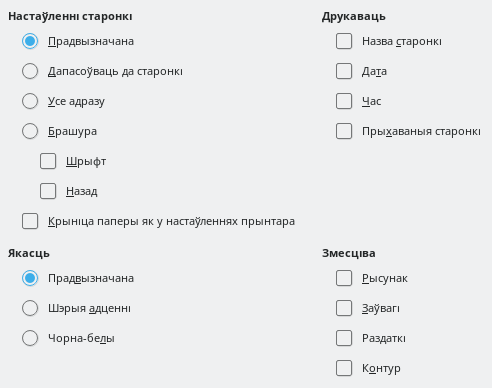 Настаўленні старонкі
Прадвызначана
Дапасоўваць да старонкі
Усе адразу
Брашура
Шрыфт
Назад
Крыніца паперы як у настаўленнях прынтара
Друкаваць
Назва старонкі
Дата
Час
Прыхаваныя старонкі
Якасць
Прадвызначана
Шэрыя адценні
Чорна-белы
Змесціва
Рысунак
Заўвагі
Раздаткі
Контур